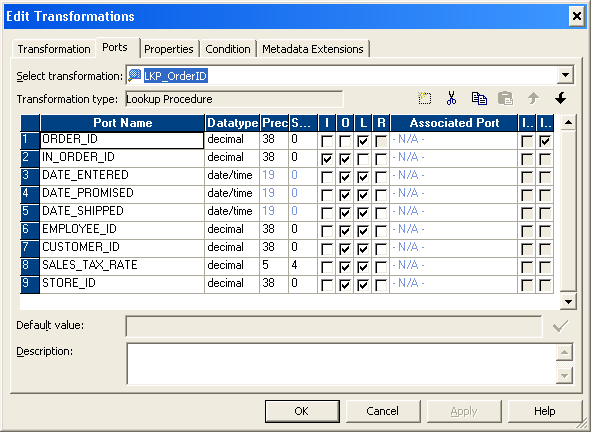 Edit Transformations
Transformation Ports Properties Condition Metadata Extensions
Select transformation: LKP_OrderID
Transformation type: Lookup Procedure
Port Name Datatype Prec S... I O L R Associated Port I.. I..
1 ORDER_ID decimal 38 0 - N/A -
2 IN_ORDER_ID decimal 38 0 - N/A -
3 DATE_ENTERED date/time 19 0 - N/A -
4 DATE_PROMISED date/time 19 0 - N/A -
5 DATE_SHIPPED date/time 19 0 - N/A -
6 EMPLOYEE_ID decimal 38 0 - N/A -
7 CUSTOMER_ID decimal 38 0 - N/A -
8 SALES_TAX_RATE decimal 5 4 - N/A -
9 STORE_ID decimal 38 0 - N/A -
Default value:
Description:
OK Cancel Apply Help